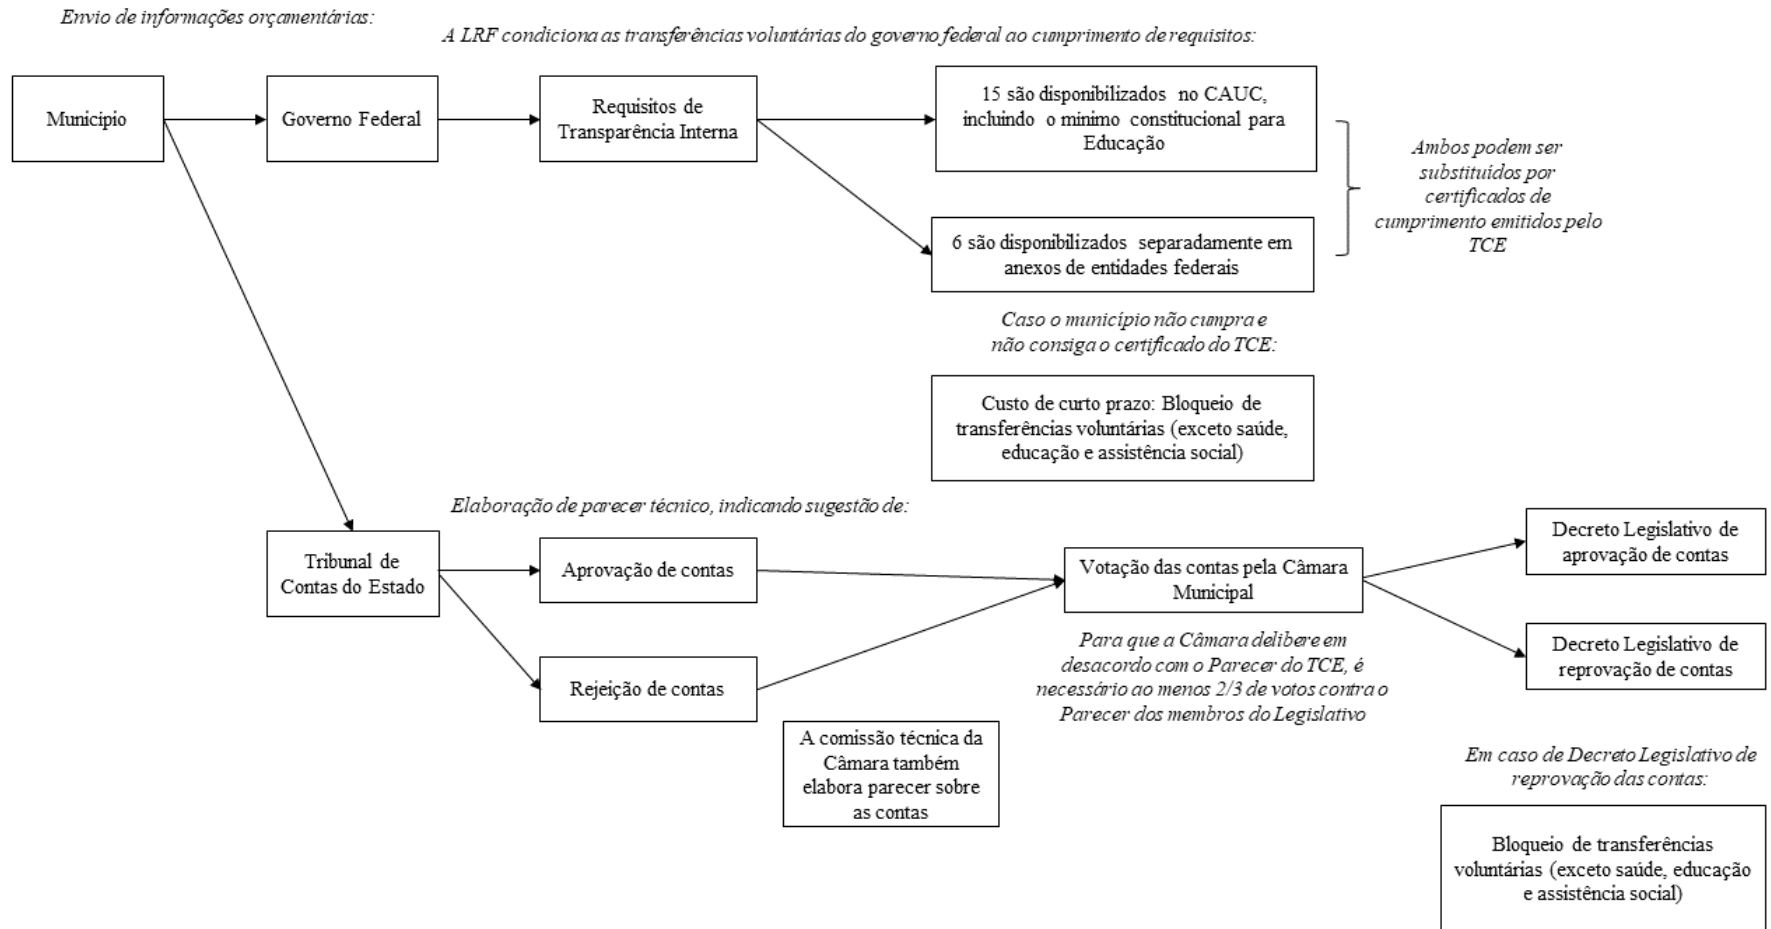 Envio de informações orçamentárias:
A LRF condiciona as transferências voluntárias do governo federal ao cumprimento de requisitos:
Município
Governo Federal
Requisitos de
Transparência Interna
15 são disponibilizados no CAUC,
incluindo o mínimo constitucional para
Educação
6 são disponibilizados separadamente em
anexos de entidades federais
Ambos podem ser
substituídos por
certificados de
cumprimento emitidos pelo
TCE
Caso o município não cumpra e
não consiga o certificado do TCE:
Custo de curto prazo: Bloqueio de
transferências voluntárias (exceto saúde,
educação e assistência social)
Elaboração de parecer técnico, indicando sugestão de:
Tribunal de
Contas do Estado
Aprovação de contas
Rejeição de contas
A comissão técnica da
Câmara também
elabora parecer sobre
as contas
Votação das contas pela Câmara
Municipal
Para que a Câmara delibere em
desacordo com o Parecer do TCE, é
necessário ao menos 2/3 de votos contra o
Parecer dos membros do Legislativo
Decreto Legislativo de
aprovação de contas
Decreto Legislativo de
reprovação de contas
Em caso de Decreto Legislativo de
reprovação das contas:
Bloqueio de transferências
voluntárias (exceto saúde, educação
e assistência social)